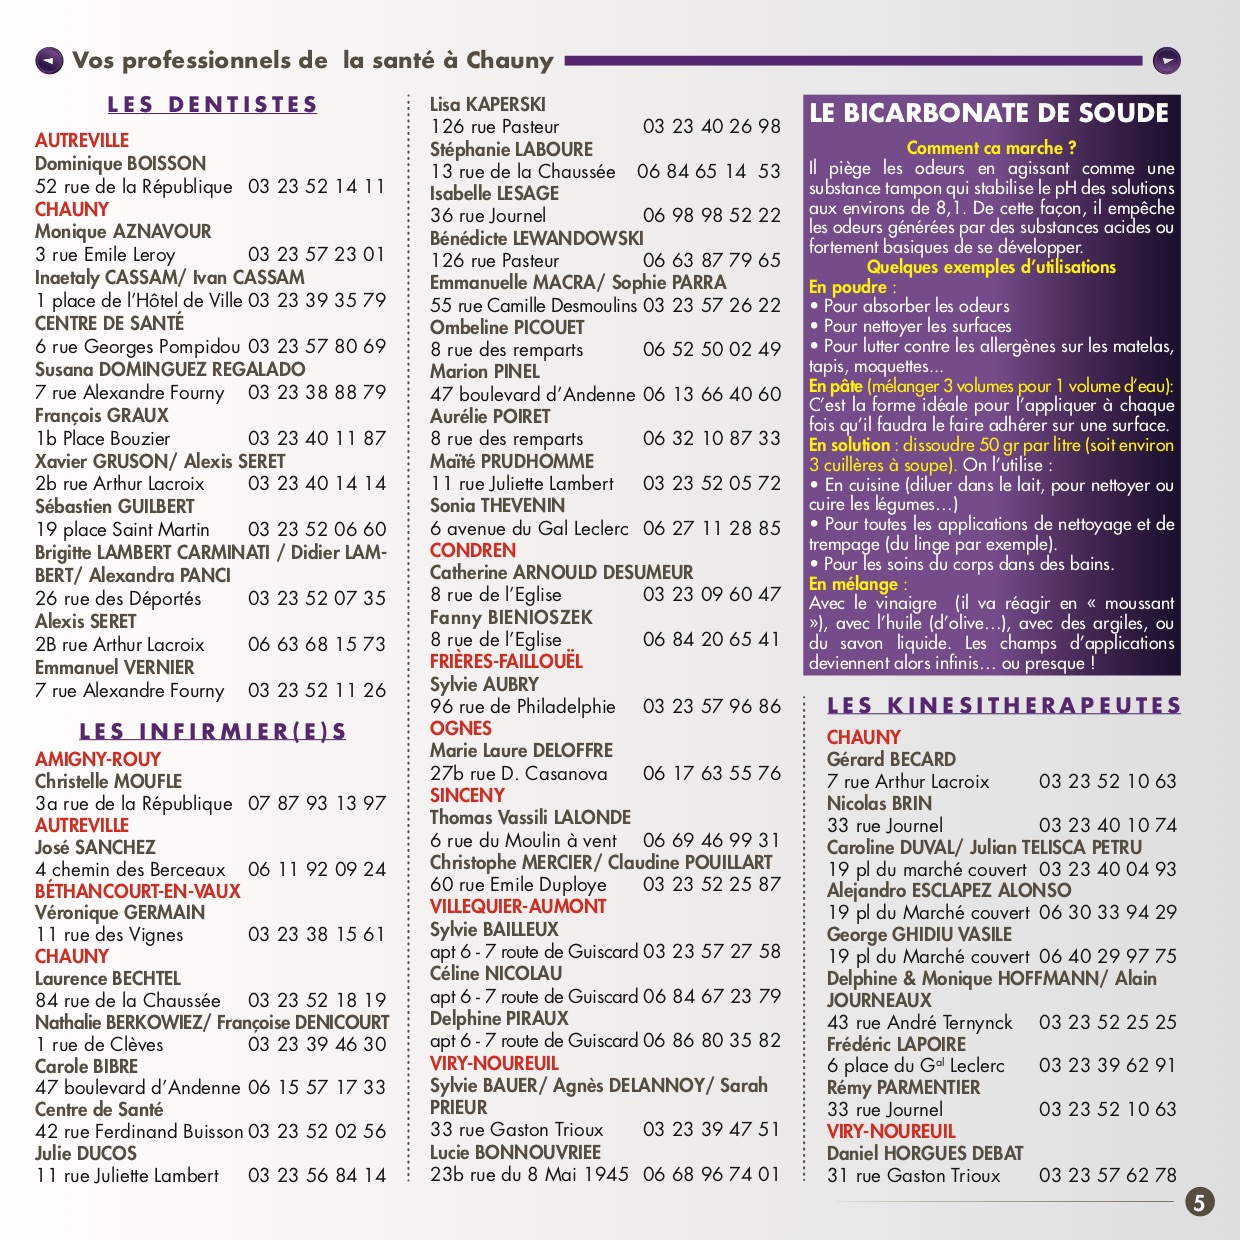 Vos professionnels de  la santé à Chauny
LES DENTISTES
AUTREVILLE
Dominique BOISSON
52 rue de la République 03 23 52 14 11
CHAUNY
Monique AZNAVOUR
3 rue Emile Leroy 03 23 57 23 01
Inaetaly CASSAM/ Ivan CASSAM
1 place de l’Hôtel de Ville 03 23 39 35 79
CENTRE DE SANTÉ
6 rue Georges Pompidou 03 23 57 80 69
Susana DOMINGUEZ REGALADO
7 rue Alexandre Fourny 03 23 38 88 79
François GRAUX
1b Place Bouzier 03 23 40 11 87
Xavier GRUSON/ Alexis SERET
2b rue Arthur Lacroix 03 23 40 14 14
Sébastien GUILBERT
19 place Saint Martin 03 23 52 06 60
Brigitte LAMBERT CARMINATI / Didier LAM-
BERT/ Alexandra PANCI
26 rue des Déportés 03 23 52 07 35
Alexis SERET
2B rue Arthur Lacroix 06 63 68 15 73
Emmanuel VERNIER
7 rue Alexandre Fourny 03 23 52 11 26
LES INFIRMIER(E)S
AMIGNY-ROUY
Christelle MOUFLE
3a rue de la République 07 87 93 13 97
AUTREVILLE
José SANCHEZ
4 chemin des Berceaux 06 11 92 09 24
BÉTHANCOURT-EN-VAUX
Véronique GERMAIN
11 rue des Vignes 03 23 38 15 61
CHAUNY
Laurence BECHTEL
84 rue de la Chaussée 03 23 52 18 19
Nathalie BERKOWIEZ/ Françoise DENICOURT
1 rue de Clèves 03 23 39 46 30
Carole BIBRE
47 boulevard d’Andenne 06 15 57 17 33
Centre de Santé
42 rue Ferdinand Buisson 03 23 52 02 56
Julie DUCOS
11 rue Juliette Lambert 03 23 56 84 14
Lisa KAPERSKI
126 rue Pasteur 03 23 40 26 98
Stéphanie LABOURE
13 rue de la Chaussée 06 84 65 14  53
Isabelle LESAGE
36 rue Journel 06 98 98 52 22
Bénédicte LEWANDOWSKI
126 rue Pasteur 06 63 87 79 65
Emmanuelle MACRA/ Sophie PARRA
55 rue Camille Desmoulins 03 23 57 26 22
Ombeline PICOUET
8 rue des remparts 06 52 50 02 49
Marion PINEL
47 boulevard d’Andenne 06 13 66 40 60
Aurélie POIRET
8 rue des remparts 06 32 10 87 33
Maïté PRUDHOMME
11 rue Juliette Lambert 03 23 52 05 72
Sonia THEVENIN
6 avenue du Gal Leclerc 06 27 11 28 85
CONDREN
Catherine ARNOULD DESUMEUR
8 rue de l’Eglise 03 23 09 60 47
Fanny BIENIOSZEK
8 rue de l’Eglise 06 84 20 65 41
FRIÈRES-FAILLOUËL
Sylvie AUBRY
96 rue de Philadelphie 03 23 57 96 86
OGNES
Marie Laure DELOFFRE
27b rue D. Casanova 06 17 63 55 76
SINCENY
Thomas Vassili LALONDE
6 rue du Moulin à vent 06 69 46 99 31
Christophe MERCIER/ Claudine POUILLART
60 rue Emile Duploye 03 23 52 25 87
VILLEQUIER-AUMONT
Sylvie BAILLEUX
apt 6 - 7 route de Guiscard 03 23 57 27 58
Céline NICOLAU
apt 6 - 7 route de Guiscard 06 84 67 23 79
Delphine PIRAUX
apt 6 - 7 route de Guiscard 06 86 80 35 82
VIRY-NOUREUIL
Sylvie BAUER/ Agnès DELANNOY/ Sarah
PRIEUR
33 rue Gaston Trioux 03 23 39 47 51
Lucie BONNOUVRIEE
23b rue du 8 Mai 1945 06 68 96 74 01
LE BICARBONATE DE SOUDE
Comment ca marche ?
Il piège les odeurs en agissant comme une
substance tampon qui stabilise le pH des solutions
aux environs de 8,1. De cette façon, il empêche
les odeurs générées par des substances acides ou
fortement basiques de se développer.
Quelques exemples d’utilisations
En poudre :
• Pour absorber les odeurs
• Pour nettoyer les surfaces
• Pour lutter contre les allergènes sur les matelas,
tapis, moquettes...
En pâte (mélanger 3 volumes pour 1 volume d’eau):
C’est la forme idéale pour l’appliquer à chaque
fois qu’il faudra le faire adhérer sur une surface.
En solution : dissoudre 50 gr par litre (soit environ
3 cuillères à soupe). On l’utilise :
• En cuisine (diluer dans le lait, pour nettoyer ou
cuire les légumes…)
• Pour toutes les applications de nettoyage et de
trempage (du linge par exemple).
• Pour les soins du corps dans des bains.
En mélange :
Avec le vinaigre  (il va réagir en « moussant
»), avec l’huile (d’olive…), avec des argiles, ou
du savon liquide. Les champs d’applications
deviennent alors infinis… ou presque !
LES KINESITHERAPEUTES
CHAUNY
Gérard BECARD
7 rue Arthur Lacroix 03 23 52 10 63
Nicolas BRIN
33 rue Journel 03 23 40 10 74
Caroline DUVAL/ Julian TELISCA PETRU
19 pl du marché couvert 03 23 40 04 93
Alejandro ESCLAPEZ ALONSO
19 pl du Marché couvert 06 30 33 94 29
George GHIDIU VASILE
19 pl du Marché couvert 06 40 29 97 75
Delphine & Monique HOFFMANN/ Alain
JOURNEAUX
43 rue André Ternynck 03 23 52 25 25
Frédéric LAPOIRE
6 place du Gal Leclerc 03 23 39 62 91
Rémy PARMENTIER
33 rue Journel 03 23 52 10 63
VIRY-NOUREUIL
Daniel HORGUES DEBAT
31 rue Gaston Trioux 03 23 57 62 78
5